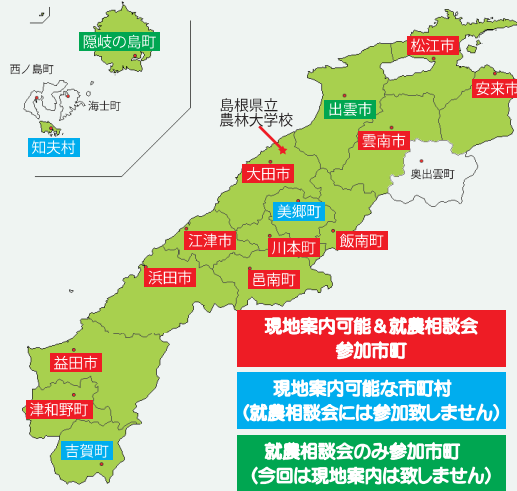 隠岐の島町
西ノ島町
海士町
知夫村
松江市
安来市
出雲市
島根県立
農林大学校
雲南市
奥出雲町
大田市
美郷町
飯南町
江津市
川本町
浜田市
邑南町
現地案内可能&就農相談会
参加市町
益田市
現地案内可能な市町村
(就農相談会には参加致しません)
津和野町
吉賀町
就農相談会のみ参加市町
(今回は現地案内は致しません)